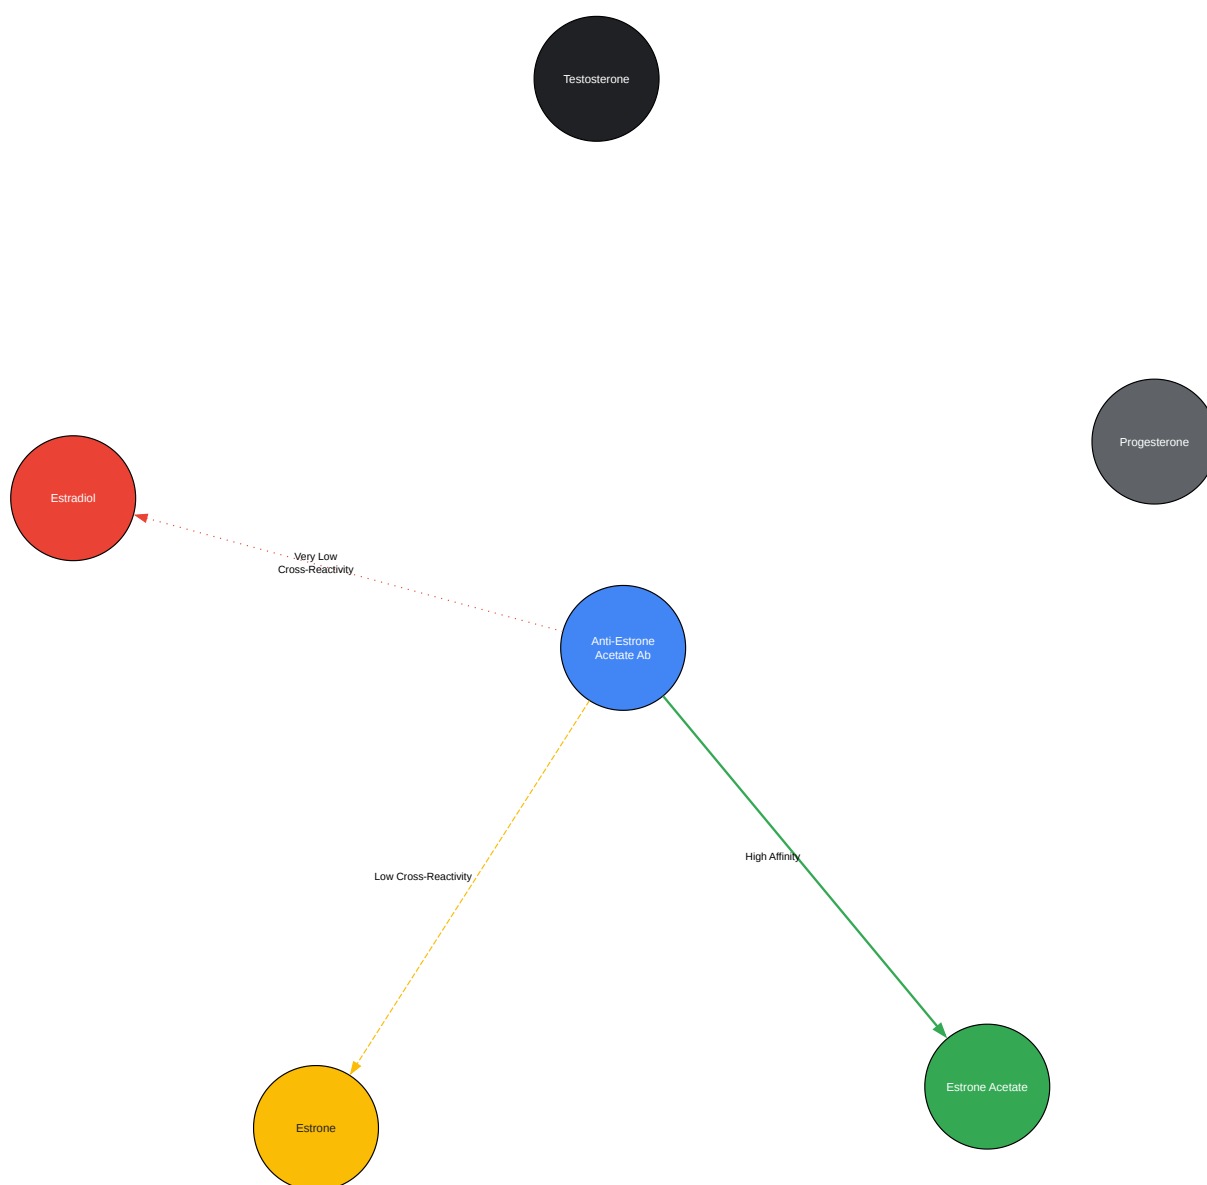 Testosterone
Progesterone
Estradiol
Very Low
Cross-Reactivity
Anti-Estrone
Acetate Ab
High Affinity
Low Cross-Reactivity
Estrone Acetate
Estrone